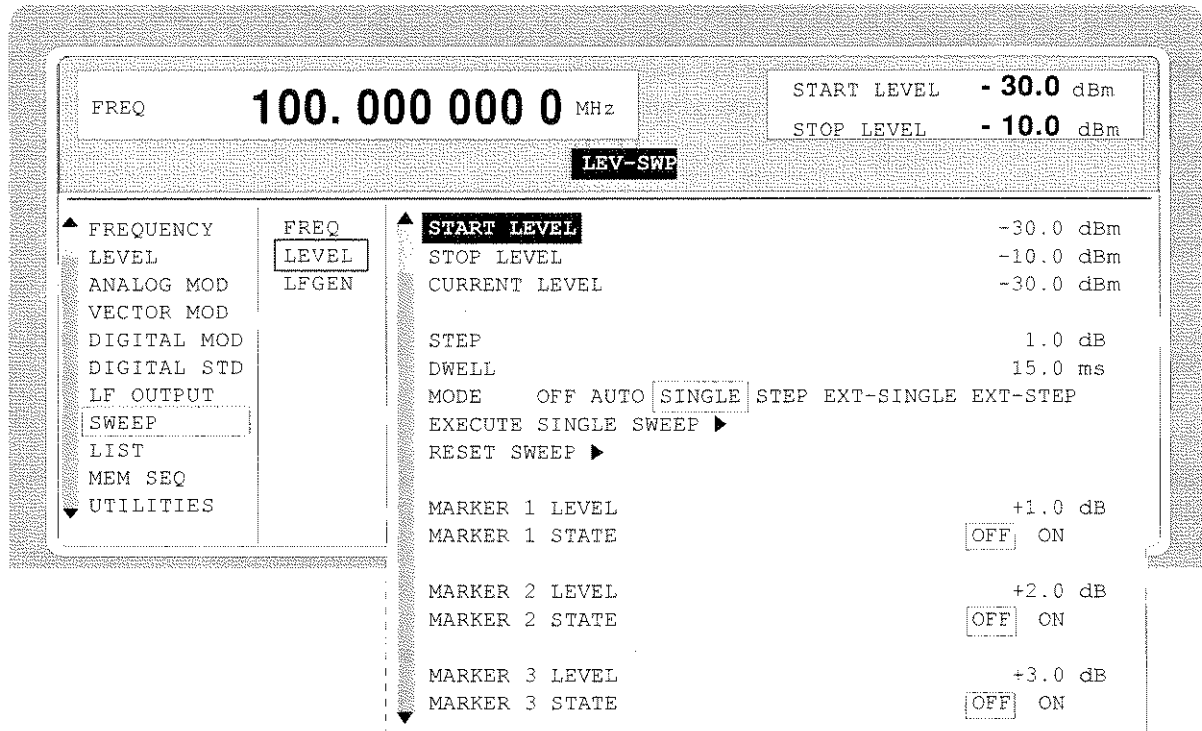 FREQ 100. 000 000 0 MHz
START LEVEL - 30.0 dBm
STOP LEVEL - 10.0 dBm
LEV-SWP
FREQUENCY
LEVEL
ANALOG MOD
VECTOR MOD
DIGITAL MOD
DIGITAL STD
LF OUTPUT
SWEEP
LIST
MEM SEQ
UTILITIES
FREQ
LEVEL
LFGEN
START LEVEL -30.0 dBm
STOP LEVEL -10.0 dBm
CURRENT LEVEL -30.0 dBm
STEP 1.0 dB
DWELL 15.0 ms
MODE OFF AUTO SINGLE STEP EXT-SINGLE EXT-STEP
EXECUTE SINGLE SWEEP ▶
RESET SWEEP ▶
MARKER 1 LEVEL +1.0 dB
MARKER 1 STATE OFF ON
MARKER 2 LEVEL +2.0 dB
MARKER 2 STATE OFF ON
MARKER 3 LEVEL +3.0 dB
MARKER 3 STATE OFF ON